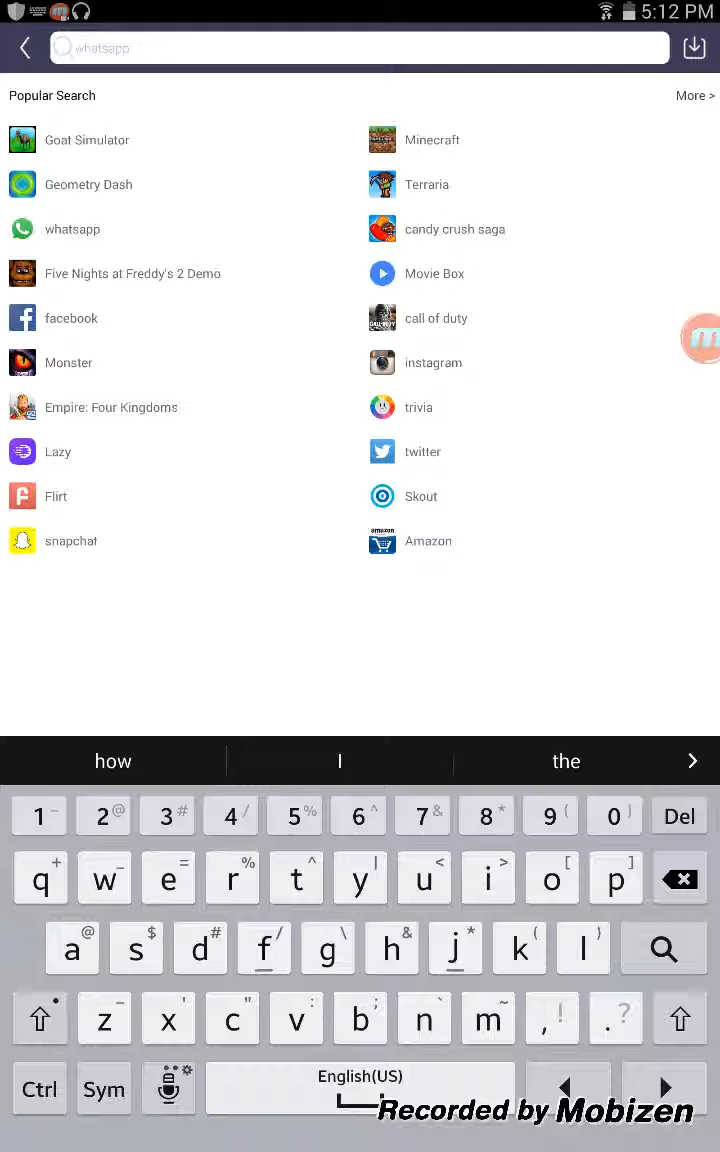 5:12 PM
whatsapp
Popular Search More >
Goat Simulator Minecraft
Geometry Dash Terraria
whatsapp candy crush saga
Five Nights at Freddy's 2 Demo Movie Box
facebook call of duty
Monster instagram
Empire: Four Kingdoms trivia
Lazy twitter
Flirt Skout
snapchat Amazon
how I the >
1 _ 2 @ 3 # 4 / 5 % 6 ^ 7 & 8 * 9 ( 0 ) Del
q + w _ e = r % t ^ y | u < i > o [ p ]
a @ s $ d # f / g \ h & j * k ( l )
z - x ' c " v : b ; n ` m ~ , ! . ?
Ctrl Sym English(US)
Recorded by Mobizen